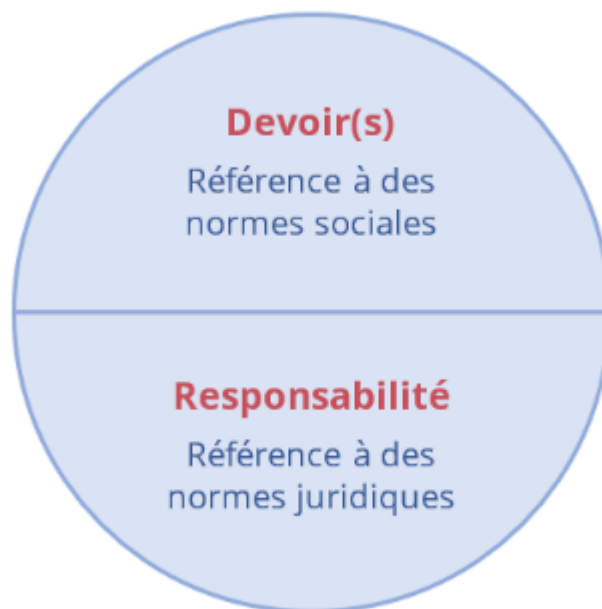 Devoir(s)
Référence à des
normes sociales
Responsabilité
Référence à des
normes juridiques